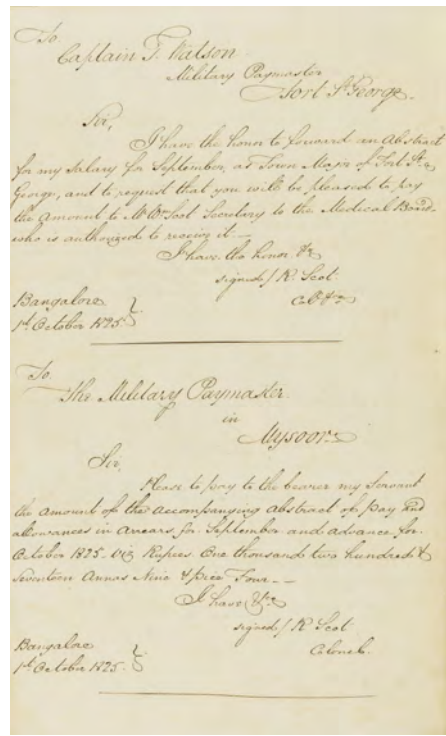 To
Captain T. Watson
Military Paymaster
Fort St George.
Sir,
I have the honor to forward an Abstract
for my Salary for September, as Town Major of Fort St
George, and to request that you will be pleased to pay
the Amount to Mr Wm Scot Secretary to the Medical Board
who is authorized to receive it—
I have the honor &c
signed / R. Scot
Col &c
Bangalore
1st October 1825.
To.
The Military Paymaster.
in
Mysoor
Sir,
Please to pay to the bearer my Servant
the amount of the accompanying Abstract of pay and
allowances in arrears for September and advance for
October 1825. viz Rupees One thousand two hundred &
Seventeen Annas Nine & pice Four.—
I have &ca
signed / R Scot
Colonel.
Bangalore
1st October 1825.